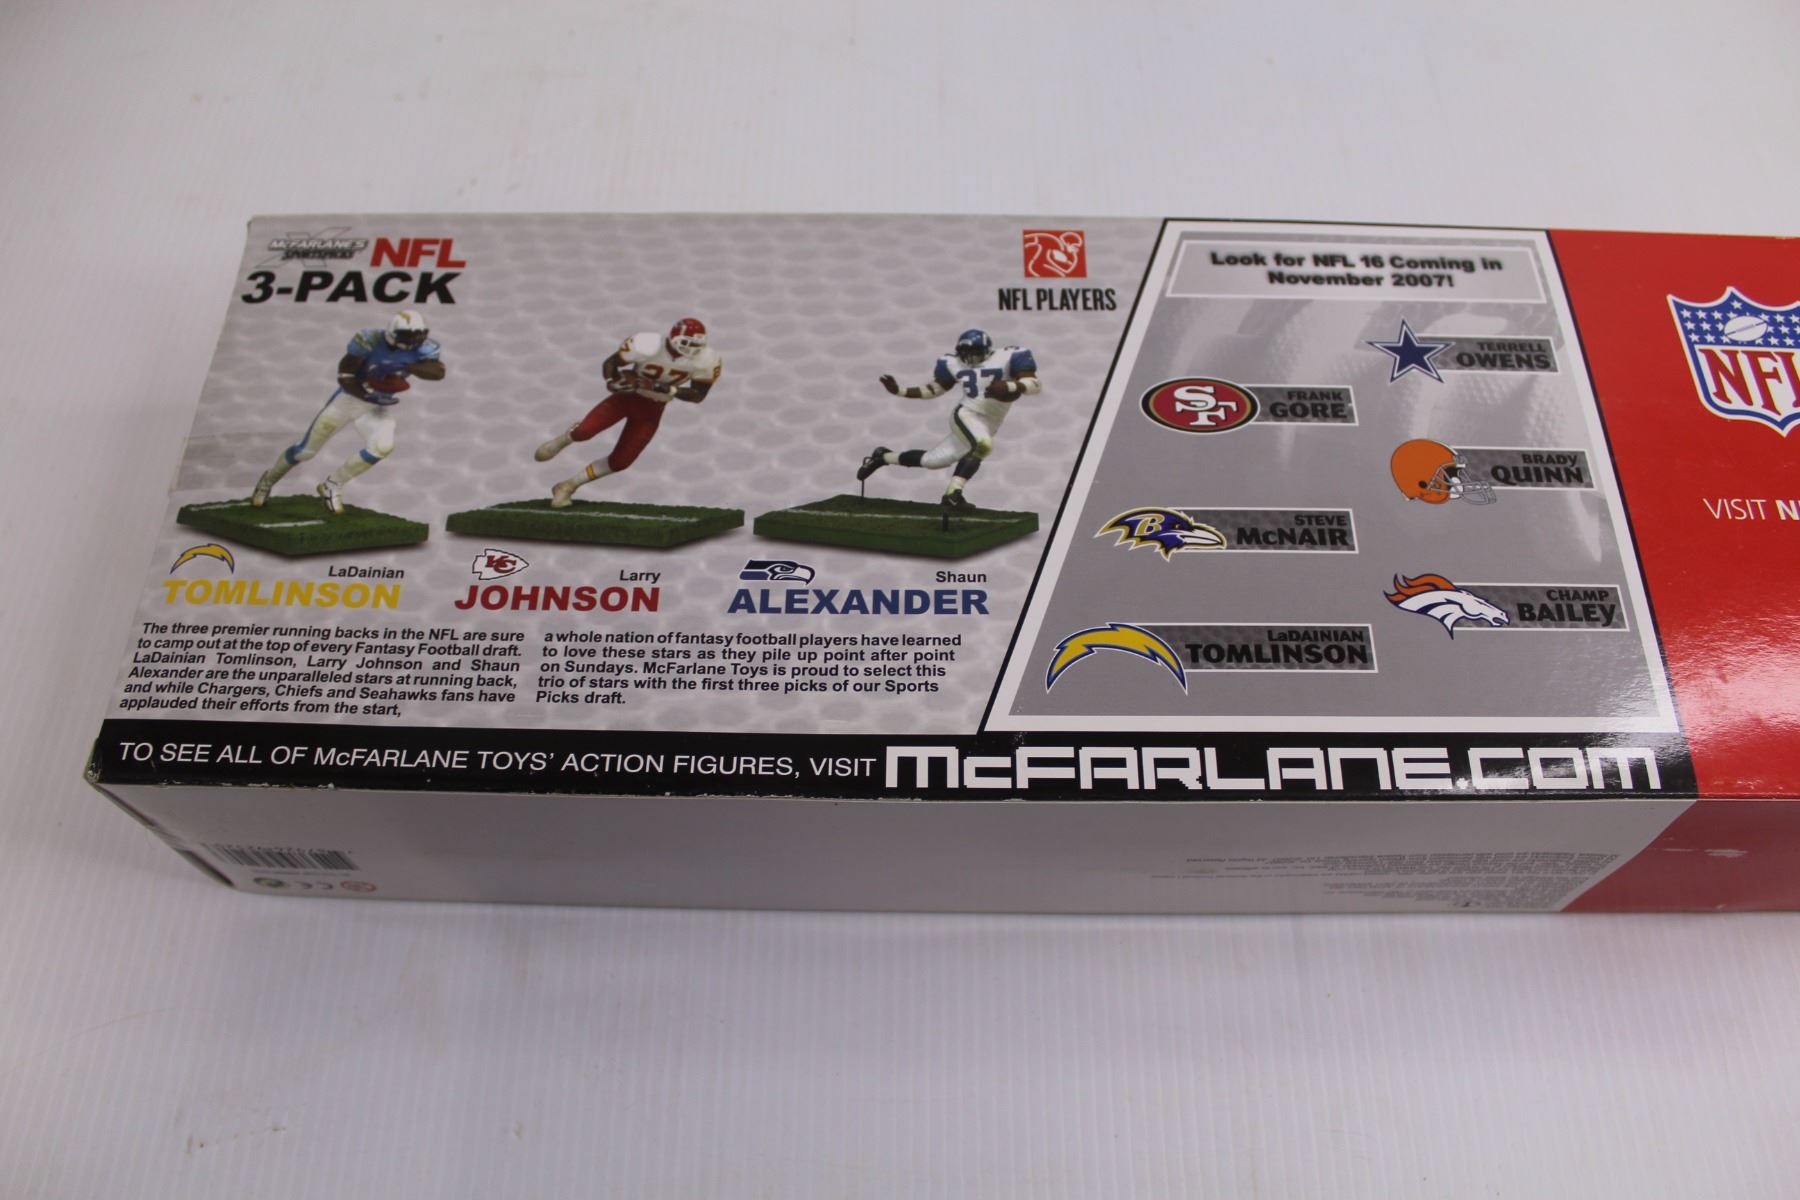 McFARLANE'S
SPORTSPICKS
NFL
3-PACK
NFL PLAYERS
27
37
LaDainian
TOMLINSON
KC
Larry
JOHNSON
Shaun
ALEXANDER
The three premier running backs in the NFL are sure
to camp out at the top of every Fantasy Football draft.
LaDainian Tomlinson, Larry Johnson and Shaun
Alexander are the unparalleled stars at running back,
and while Chargers, Chiefs and Seahawks fans have
applauded their efforts from the start,
a whole nation of fantasy football players have learned
to love these stars as they pile up point after point
on Sundays. McFarlane Toys is proud to select this
trio of stars with the first three picks of our Sports
Picks draft.
Look for NFL 16 Coming in
November 2007!
TERRELL
OWENS
SF
FRANK
GORE
BRADY
QUINN
B
STEVE
McNAIR
CHAMP
BAILEY
LaDAINIAN
TOMLINSON
NFL
VISIT
TO SEE ALL OF McFARLANE TOYS' ACTION FIGURES, VISIT McFARLANE.COM